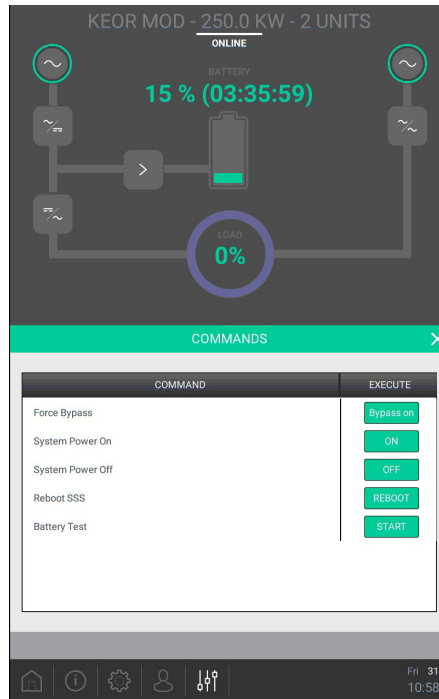 KEOR MOD - 250.0 KW - 2 UNITS
ONLINE
BATTERY
15 % (03:35:59)
LOAD
0%
COMMANDS
COMMAND EXECUTE
Force Bypass Bypass on
System Power On ON
System Power Off OFF
Reboot SSS REBOOT
Battery Test START
Fri 31
10:58